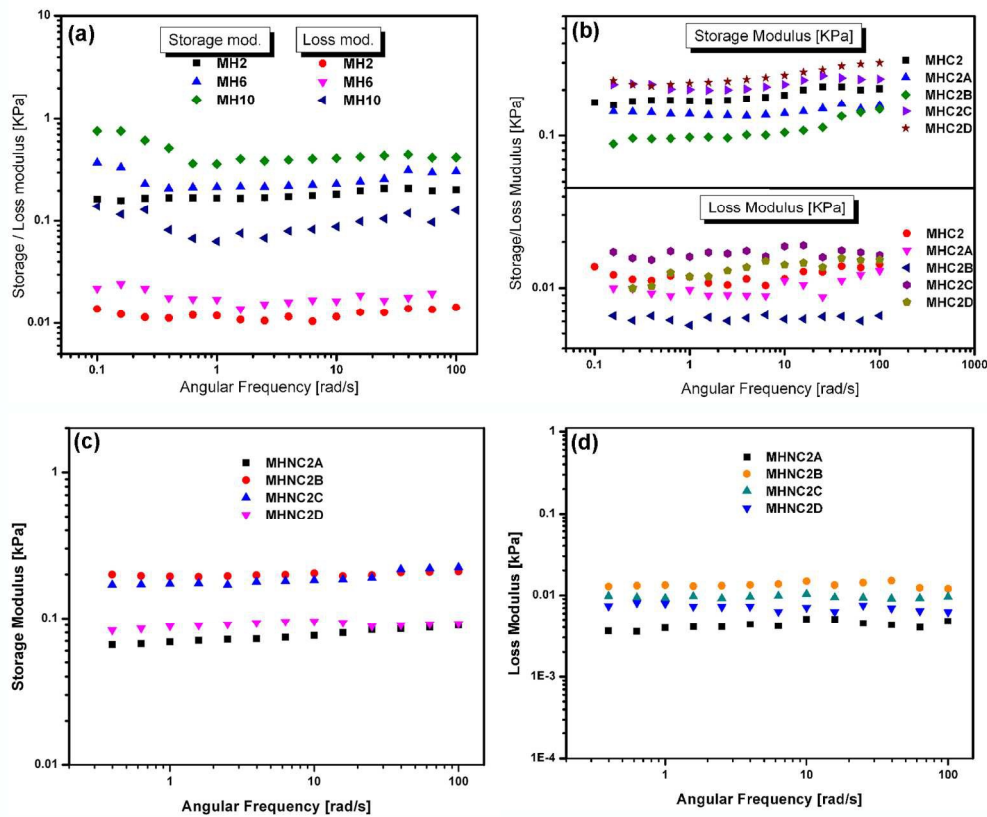 (a)
Storage mod.
Loss mod.
MH2
MH2
MH6
MH6
MH10
MH10
1
0.1
0.01
Storage / Loss modulus [KPa]
0.1
1
10
100
Angular Frequency [rad/s]
(b)
Storage Modulus [KPa]
MHC2
MHC2A
MHC2B
MHC2C
MHC2D
0.1
Loss Modulus [KPa]
MHC2
MHC2A
MHC2B
MHC2C
MHC2D
0.01
Storage/Loss Mudulus [KPa]
0.1
1
10
100
1000
Angular Frequency [rad/s]
(c)
MHNC2A
MHNC2B
MHNC2C
MHNC2D
1
0.1
0.01
Storage Modulus [kPa]
1
10
100
Angular Frequency [rad/s]
(d)
MHNC2A
MHNC2B
MHNC2C
MHNC2D
1
0.1
0.01
1E-3
1E-4
Loss Modulus [kPa]
1
10
100
Angular Frequency [rad/s]